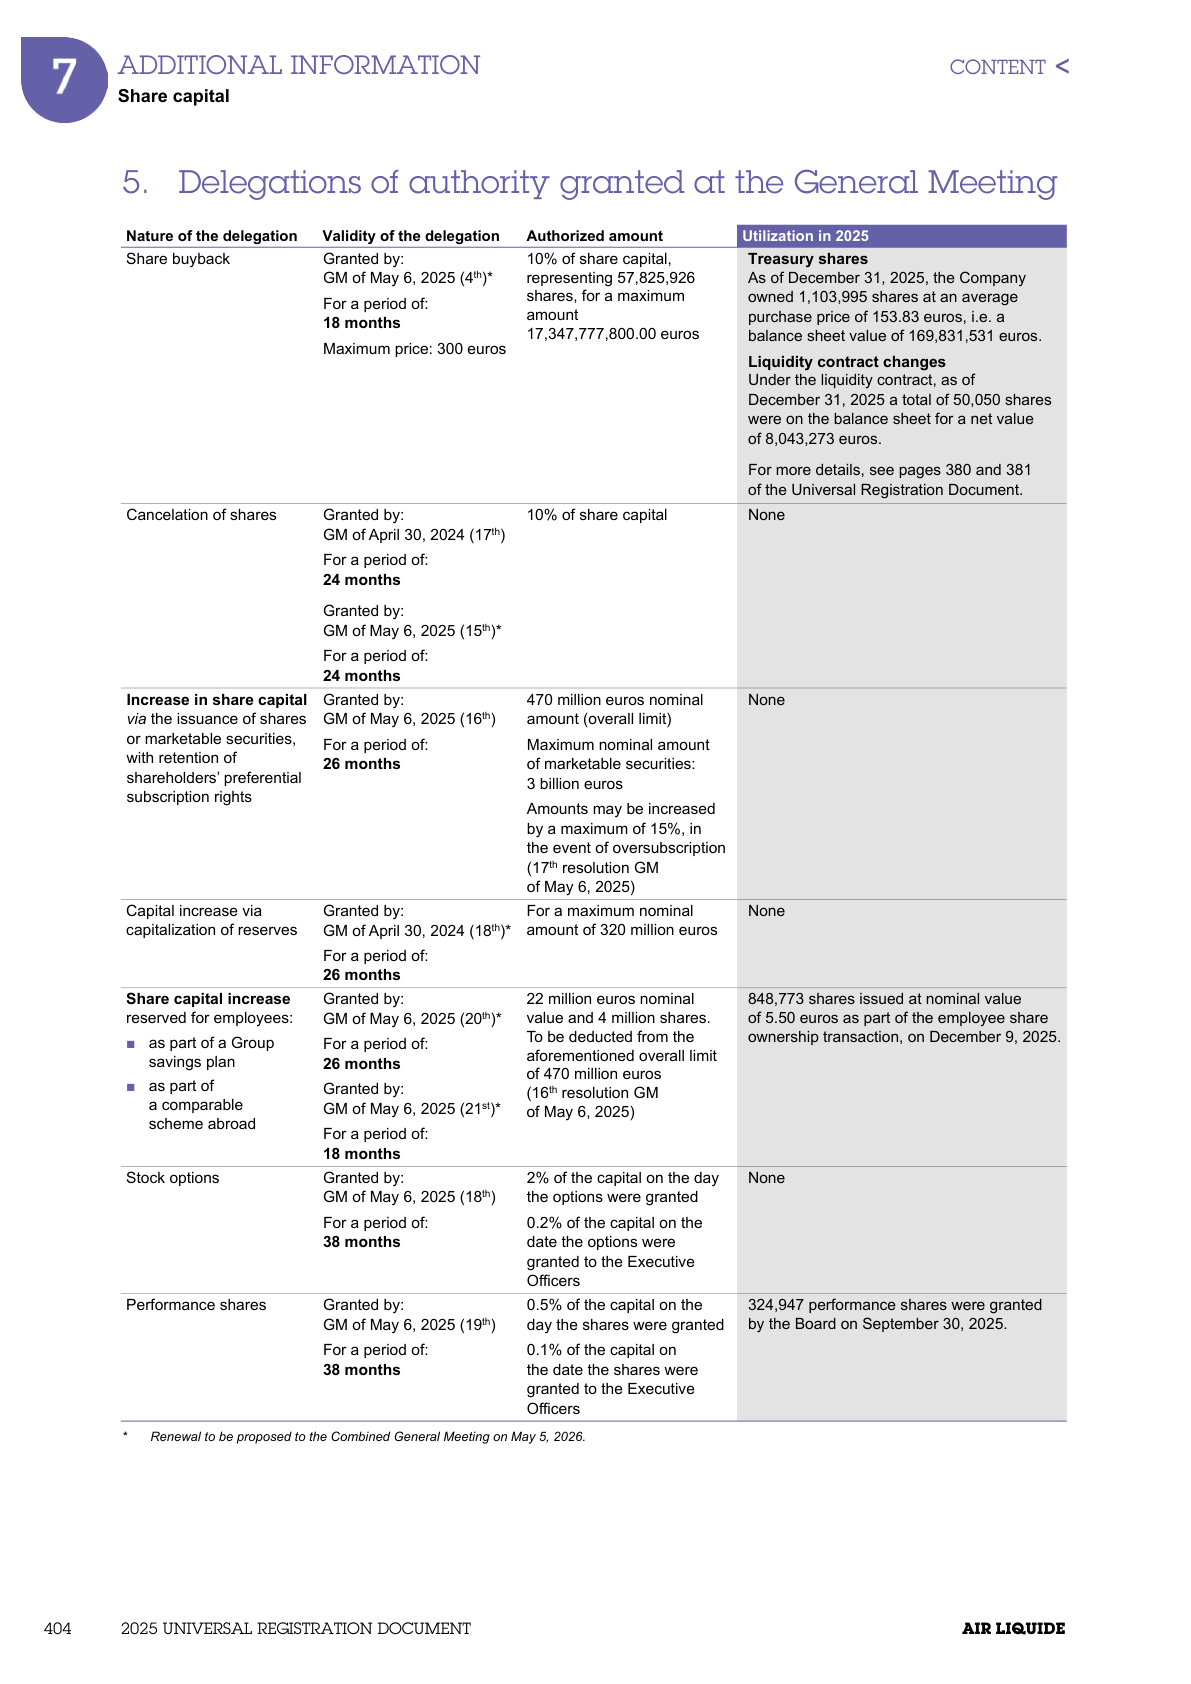 7
ADDITIONAL INFORMATION
CONTENT <
Share capital
5. Delegations of authority granted at the General Meeting
Nature of the delegation
Validity of the delegation
Authorized amount
Utilization in 2025
Share buyback
Granted by:
GM of May 6, 2025 (4th)*
For a period of:
18 months
Maximum price: 300 euros
10% of share capital,
representing 57,825,926
shares, for a maximum
amount
17,347,777,800.00 euros
Treasury shares
As of December 31, 2025, the Company
owned 1,103,995 shares at an average
purchase price of 153.83 euros, i.e. a
balance sheet value of 169,831,531 euros.
Liquidity contract changes
Under the liquidity contract, as of
December 31, 2025 a total of 50,050 shares
were on the balance sheet for a net value
of 8,043,273 euros.
For more details, see pages 380 and 381
of the Universal Registration Document.
Cancelation of shares
Granted by:
GM of April 30, 2024 (17th)
For a period of:
24 months
Granted by:
GM of May 6, 2025 (15th)*
For a period of:
24 months
10% of share capital
None
Increase in share capital
via the issuance of shares
or marketable securities,
with retention of
shareholders’ preferential
subscription rights
Granted by:
GM of May 6, 2025 (16th)
For a period of:
26 months
470 million euros nominal
amount (overall limit)
Maximum nominal amount
of marketable securities:
3 billion euros
Amounts may be increased
by a maximum of 15%, in
the event of oversubscription
(17th resolution GM
of May 6, 2025)
None
Capital increase via
capitalization of reserves
Granted by:
GM of April 30, 2024 (18th)*
For a period of:
26 months
For a maximum nominal
amount of 320 million euros
None
Share capital increase
reserved for employees:
■ as part of a Group
savings plan
■ as part of
a comparable
scheme abroad
Granted by:
GM of May 6, 2025 (20th)*
For a period of:
26 months
Granted by:
GM of May 6, 2025 (21st)*
For a period of:
18 months
22 million euros nominal
value and 4 million shares.
To be deducted from the
aforementioned overall limit
of 470 million euros
(16th resolution GM
of May 6, 2025)
848,773 shares issued at nominal value
of 5.50 euros as part of the employee share
ownership transaction, on December 9, 2025.
Stock options
Granted by:
GM of May 6, 2025 (18th)
For a period of:
38 months
2% of the capital on the day
the options were granted
0.2% of the capital on the
date the options were
granted to the Executive
Officers
None
Performance shares
Granted by:
GM of May 6, 2025 (19th)
For a period of:
38 months
0.5% of the capital on the
day the shares were granted
0.1% of the capital on
the date the shares were
granted to the Executive
Officers
324,947 performance shares were granted
by the Board on September 30, 2025.
* Renewal to be proposed to the Combined General Meeting on May 5, 2026.
404
2025 UNIVERSAL REGISTRATION DOCUMENT
AIR LIQUIDE